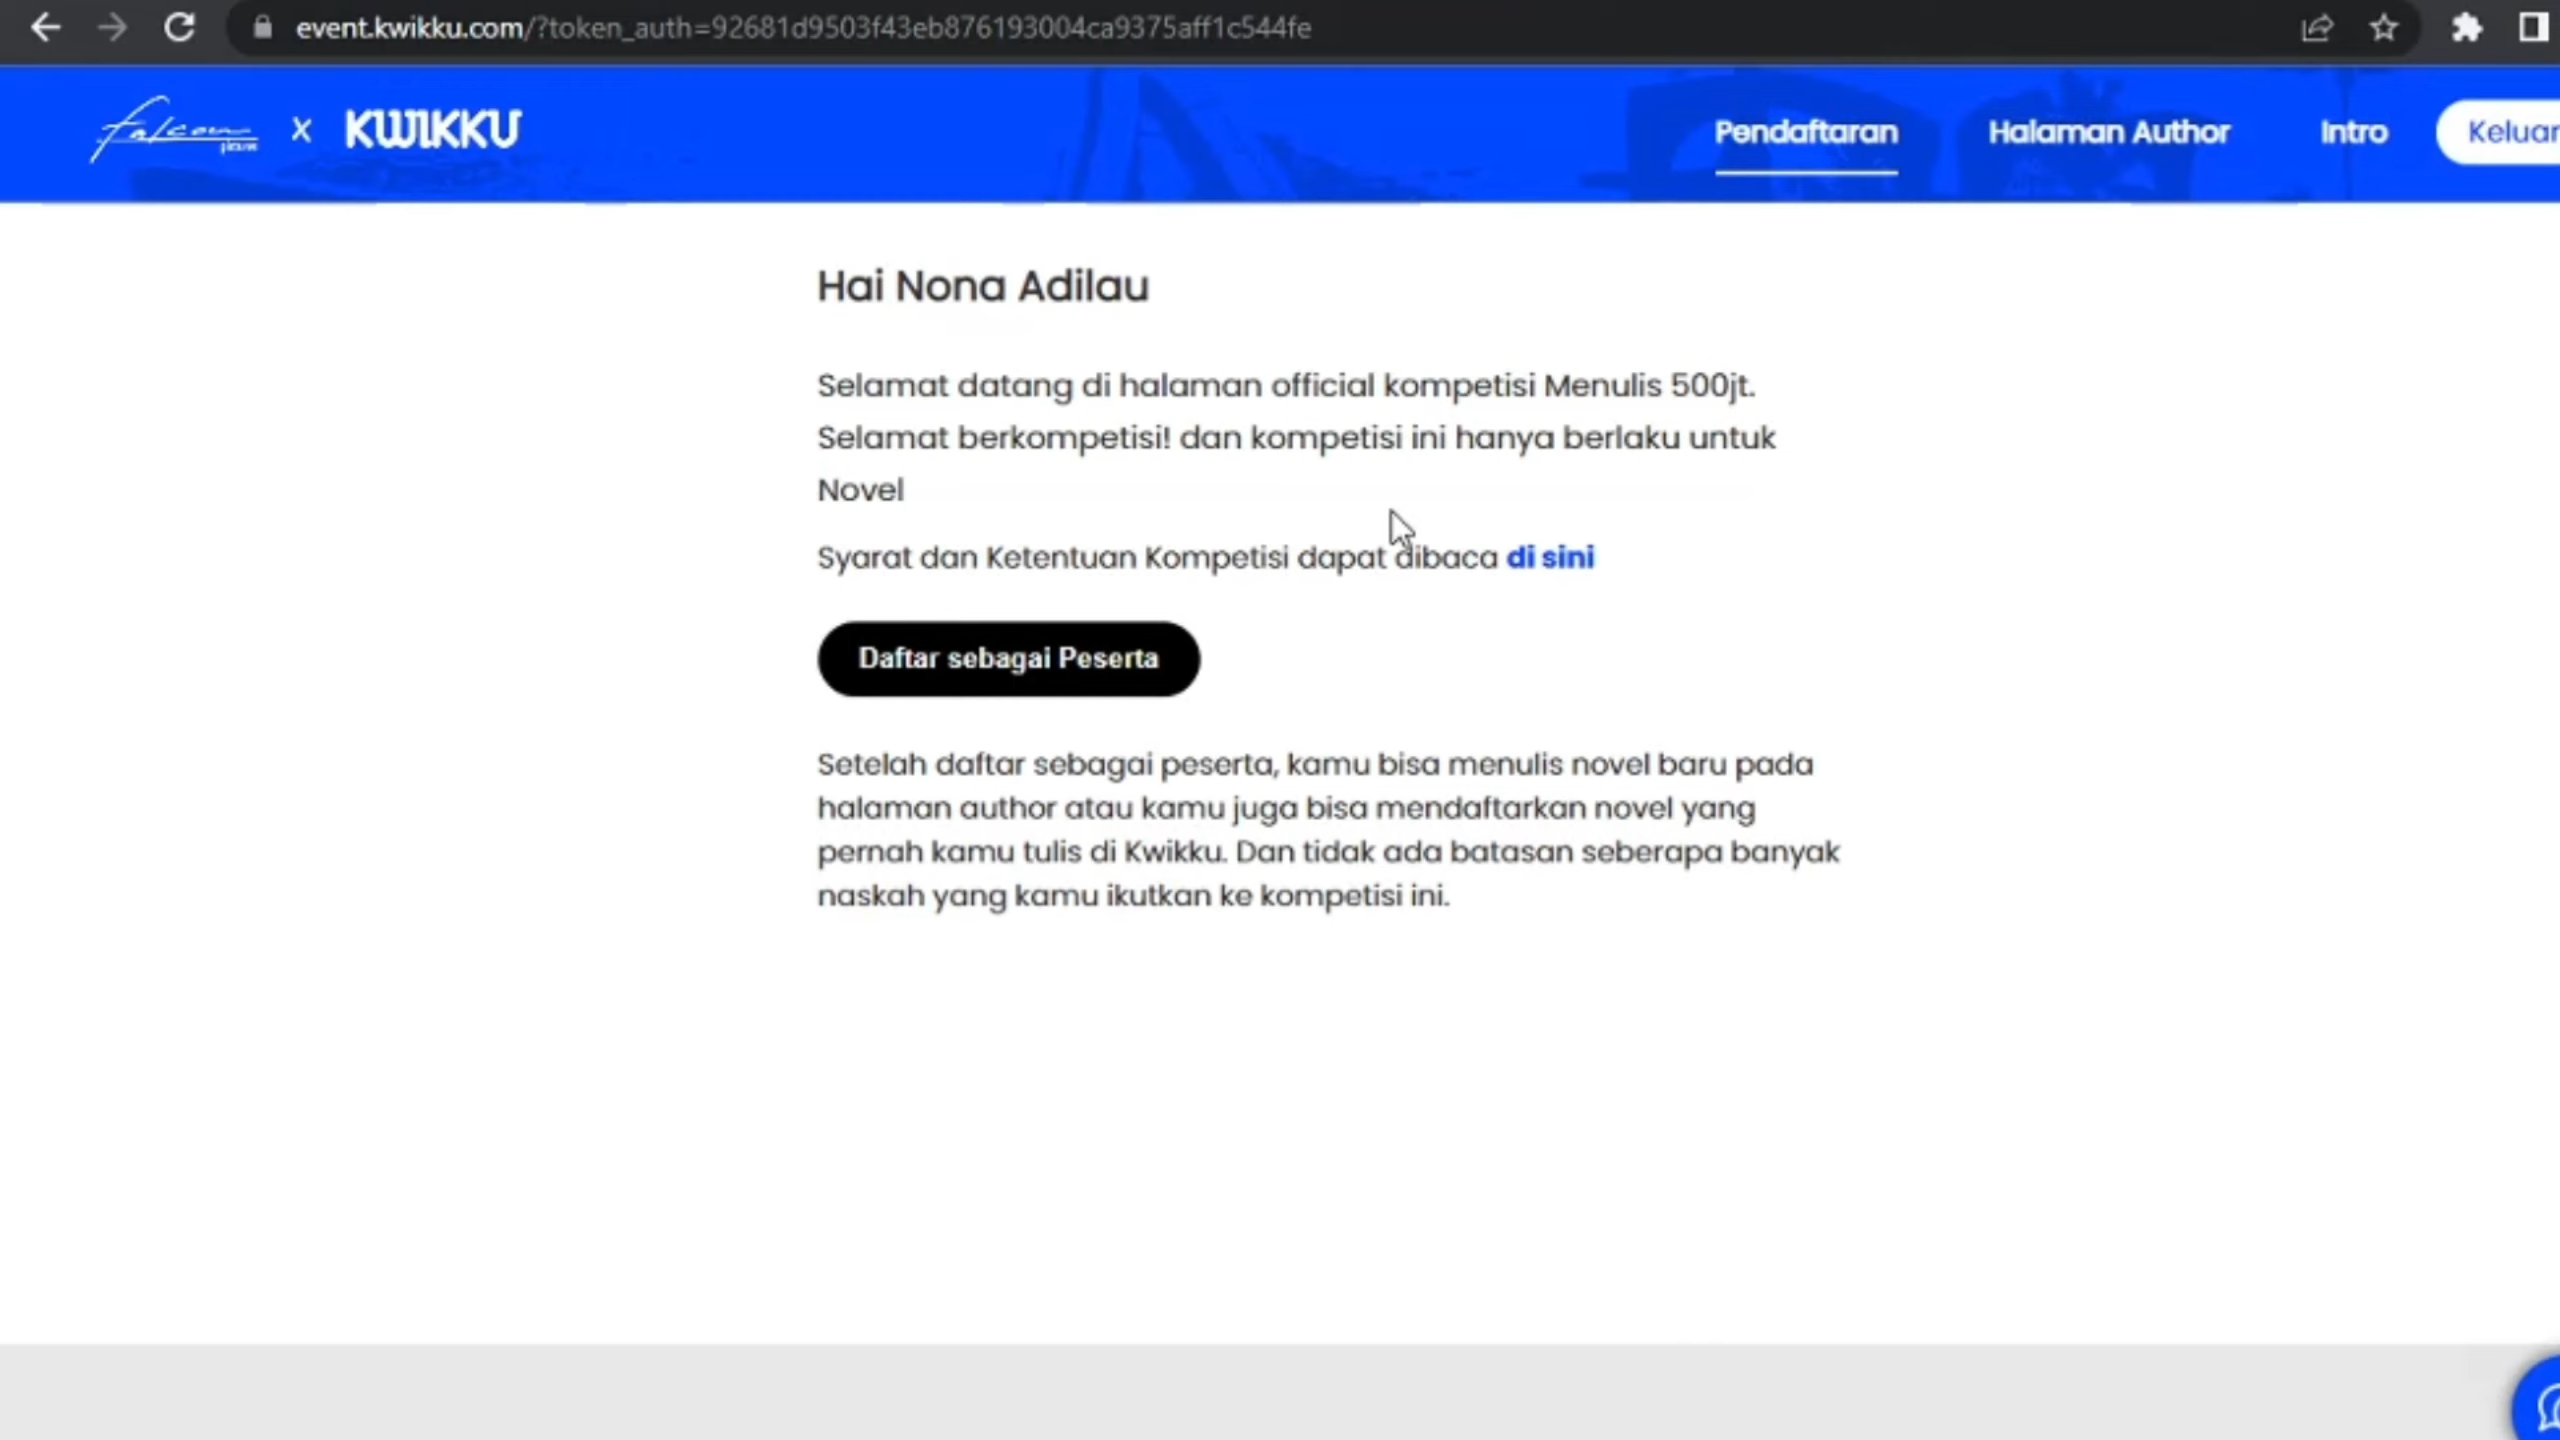 event.kwikku.com/?token_auth=92681d9503f43eb876193004ca9375aff1c544fe
falcon x KWIKKU
Pendaftaran Halaman Author Intro Keluar
Hai Nona Adilau
Selamat datang di halaman official kompetisi Menulis 500jt.
Selamat berkompetisi! dan kompetisi ini hanya berlaku untuk
Novel
Syarat dan Ketentuan Kompetisi dapat dibaca di sini
Daftar sebagai Peserta
Setelah daftar sebagai peserta, kamu bisa menulis novel baru pada
halaman author atau kamu juga bisa mendaftarkan novel yang
pernah kamu tulis di Kwikku. Dan tidak ada batasan seberapa banyak
naskah yang kamu ikutkan ke kompetisi ini.